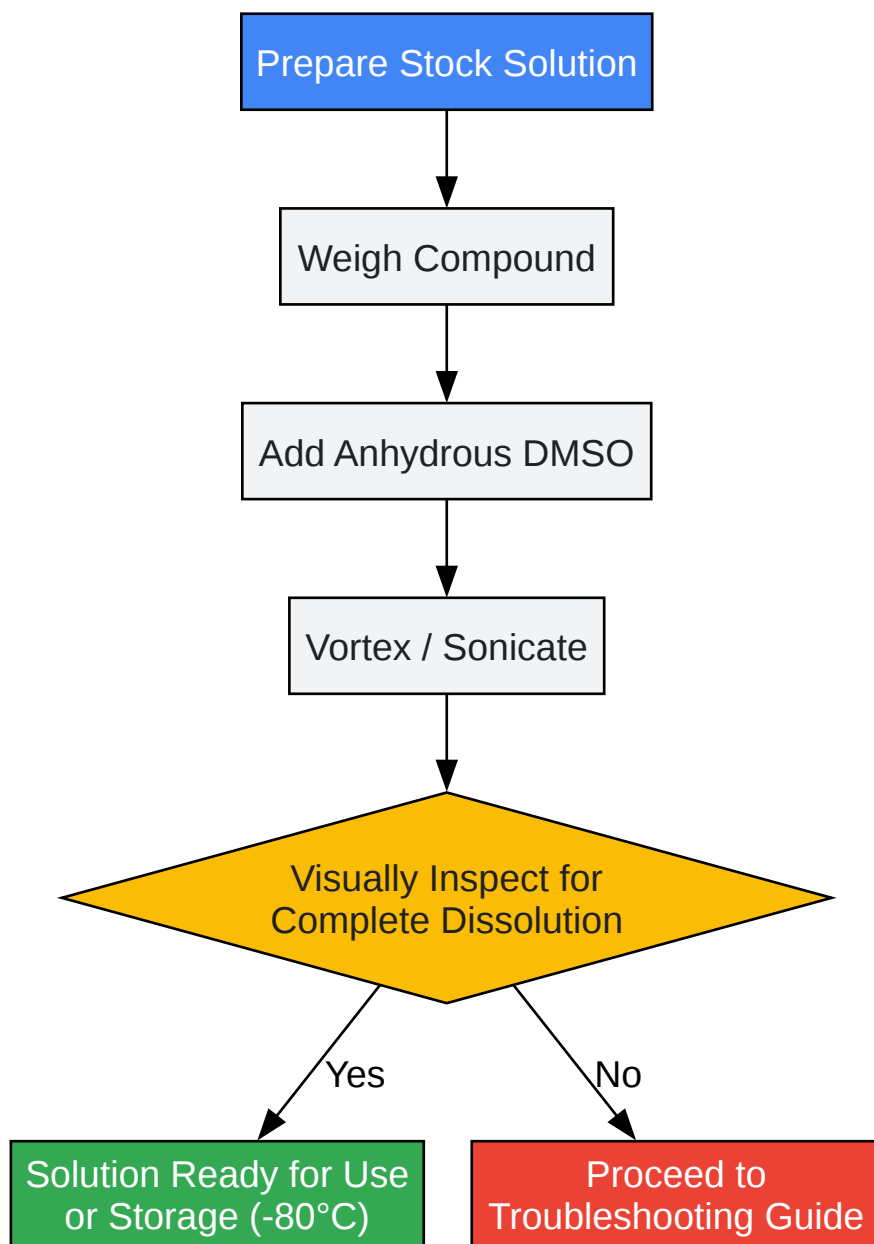 Prepare Stock Solution
Weigh Compound
Add Anhydrous DMSO
Vortex / Sonicate
Visually Inspect for
Complete Dissolution
Yes
No
Solution Ready for Use
or Storage (-80°C)
Proceed to
Troubleshooting Guide